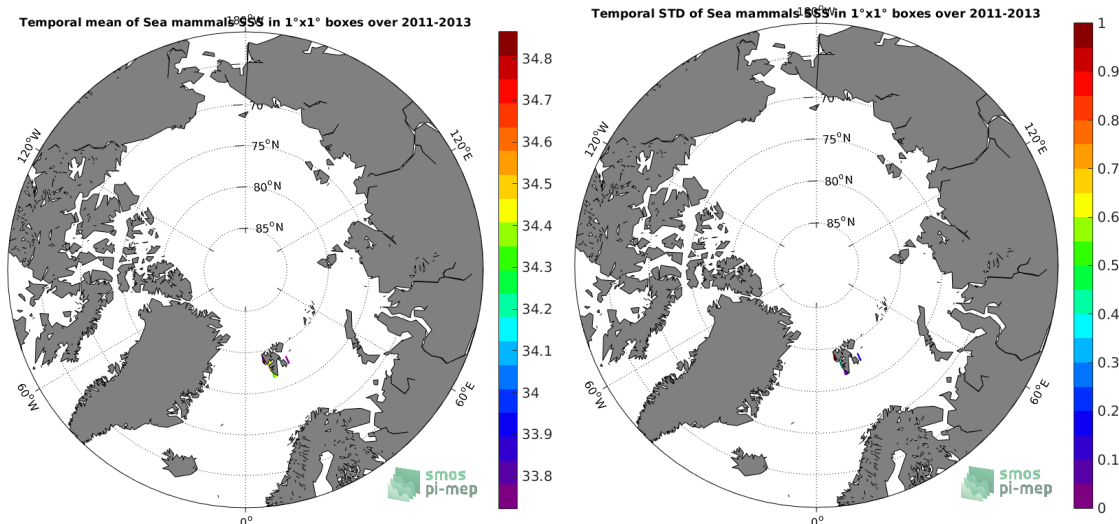 Temporal mean of Sea mammals SSS in 1°x1° boxes over 2011-2013
180°W
120°W
120°E
70
75°N
80°N
85°N
60°W
60°E
0°
34.8
34.7
34.6
34.5
34.4
34.3
34.2
34.1
34
33.9
33.8
smos
pi-mep
Temporal STD of Sea mammals SSS in 1°x1° boxes over 2011-2013
180°W
120°W
120°E
70
75°N
80°N
85°N
60°W
60°E
0°
1
0.9
0.8
0.7
0.6
0.5
0.4
0.3
0.2
0.1
0
smos
pi-mep